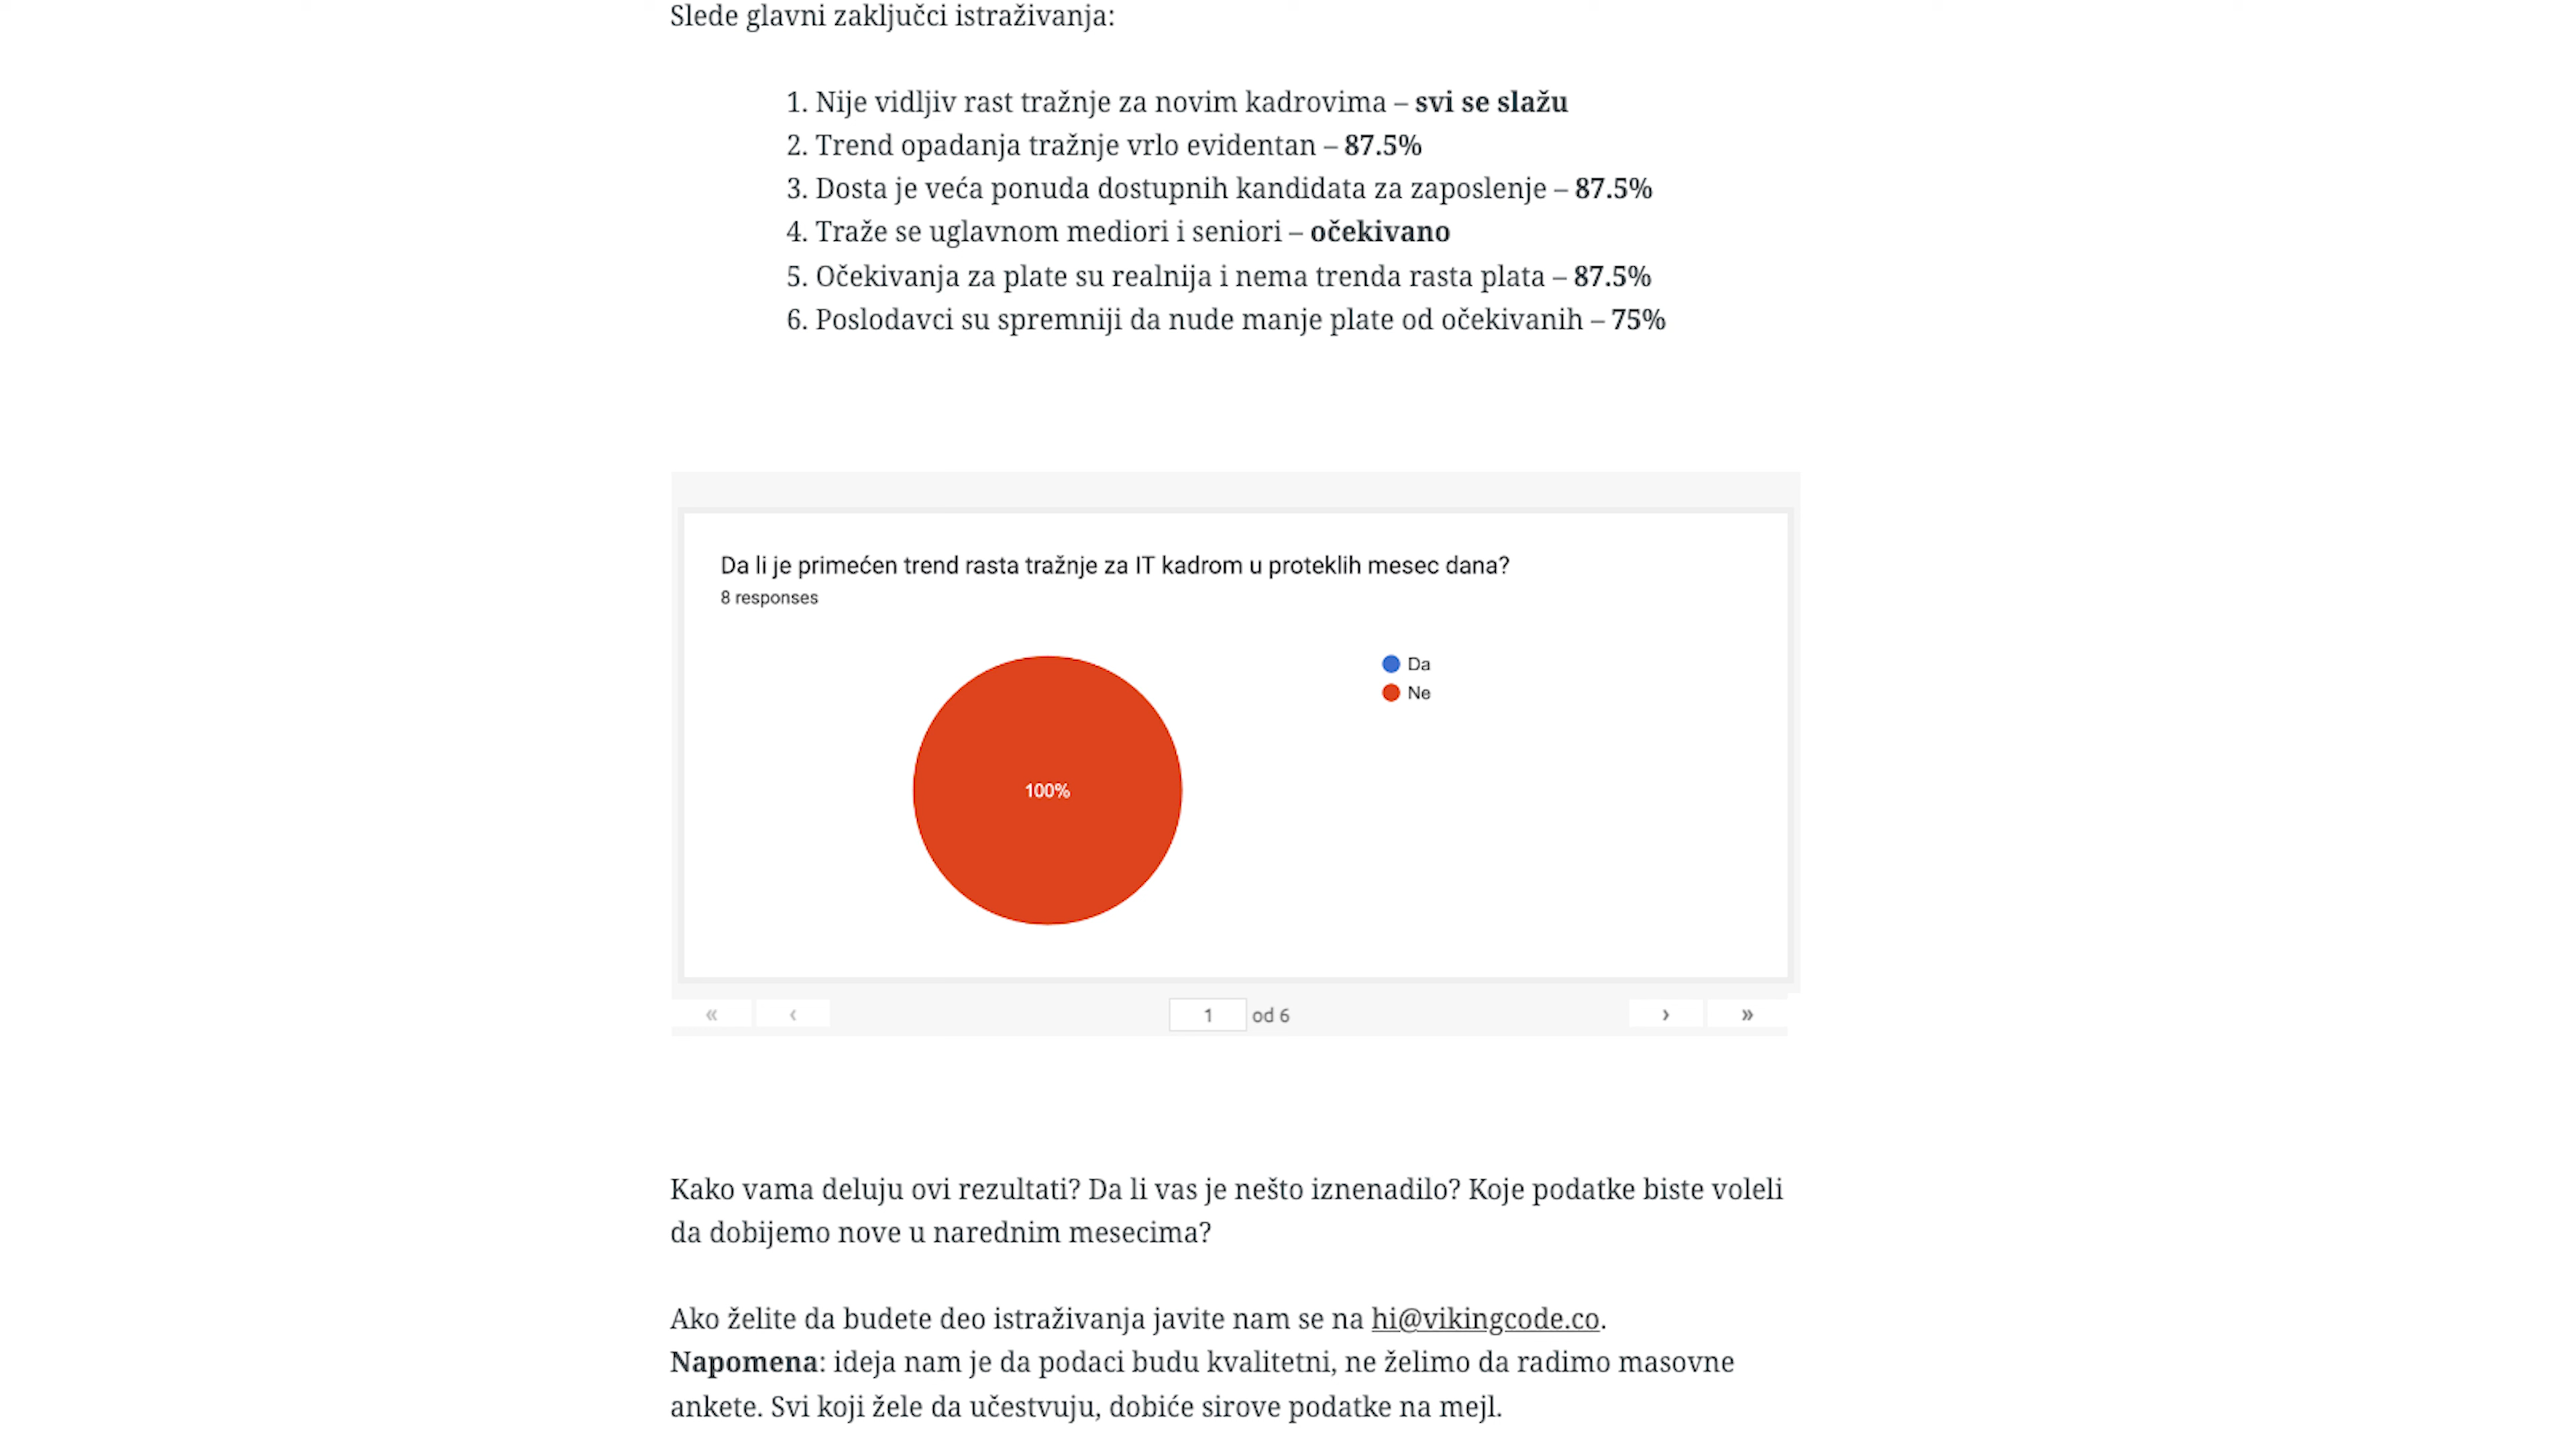 Slede glavni zaključci istraživanja:
1. Nije vidljiv rast tražnje za novim kadrovima – svi se slažu
2. Trend opadanja tražnje vrlo evidentan – 87.5%
3. Dosta je veća ponuda dostupnih kandidata za zaposlenje – 87.5%
4. Traže se uglavnom mediori i seniori – očekivano
5. Očekivanja za plate su realnija i nema trenda rasta plata – 87.5%
6. Poslodavci su spremniji da nude manje plate od očekivanih – 75%
Da li je primećen trend rasta tražnje za IT kadrom u proteklih mesec dana?
8 responses
Da
Ne
100%
« ‹ 1 od 6 › »
Kako vama deluju ovi rezultati? Da li vas je nešto iznenadilo? Koje podatke biste voleli
da dobijemo nove u narednim mesecima?
Ako želite da budete deo istraživanja javite nam se na hi@vikingcode.co.
Napomena: ideja nam je da podaci budu kvalitetni, ne želimo da radimo masovne
ankete. Svi koji žele da učestvuju, dobiće sirove podatke na mejl.